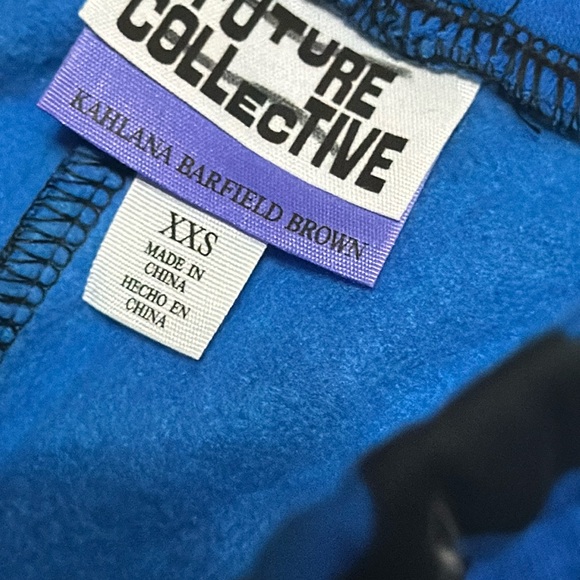 FUTURE
COLLECTIVE
KAHLANA BARFIELD BROWN
XXS
MADE IN
CHINA
HECHO EN
CHINA